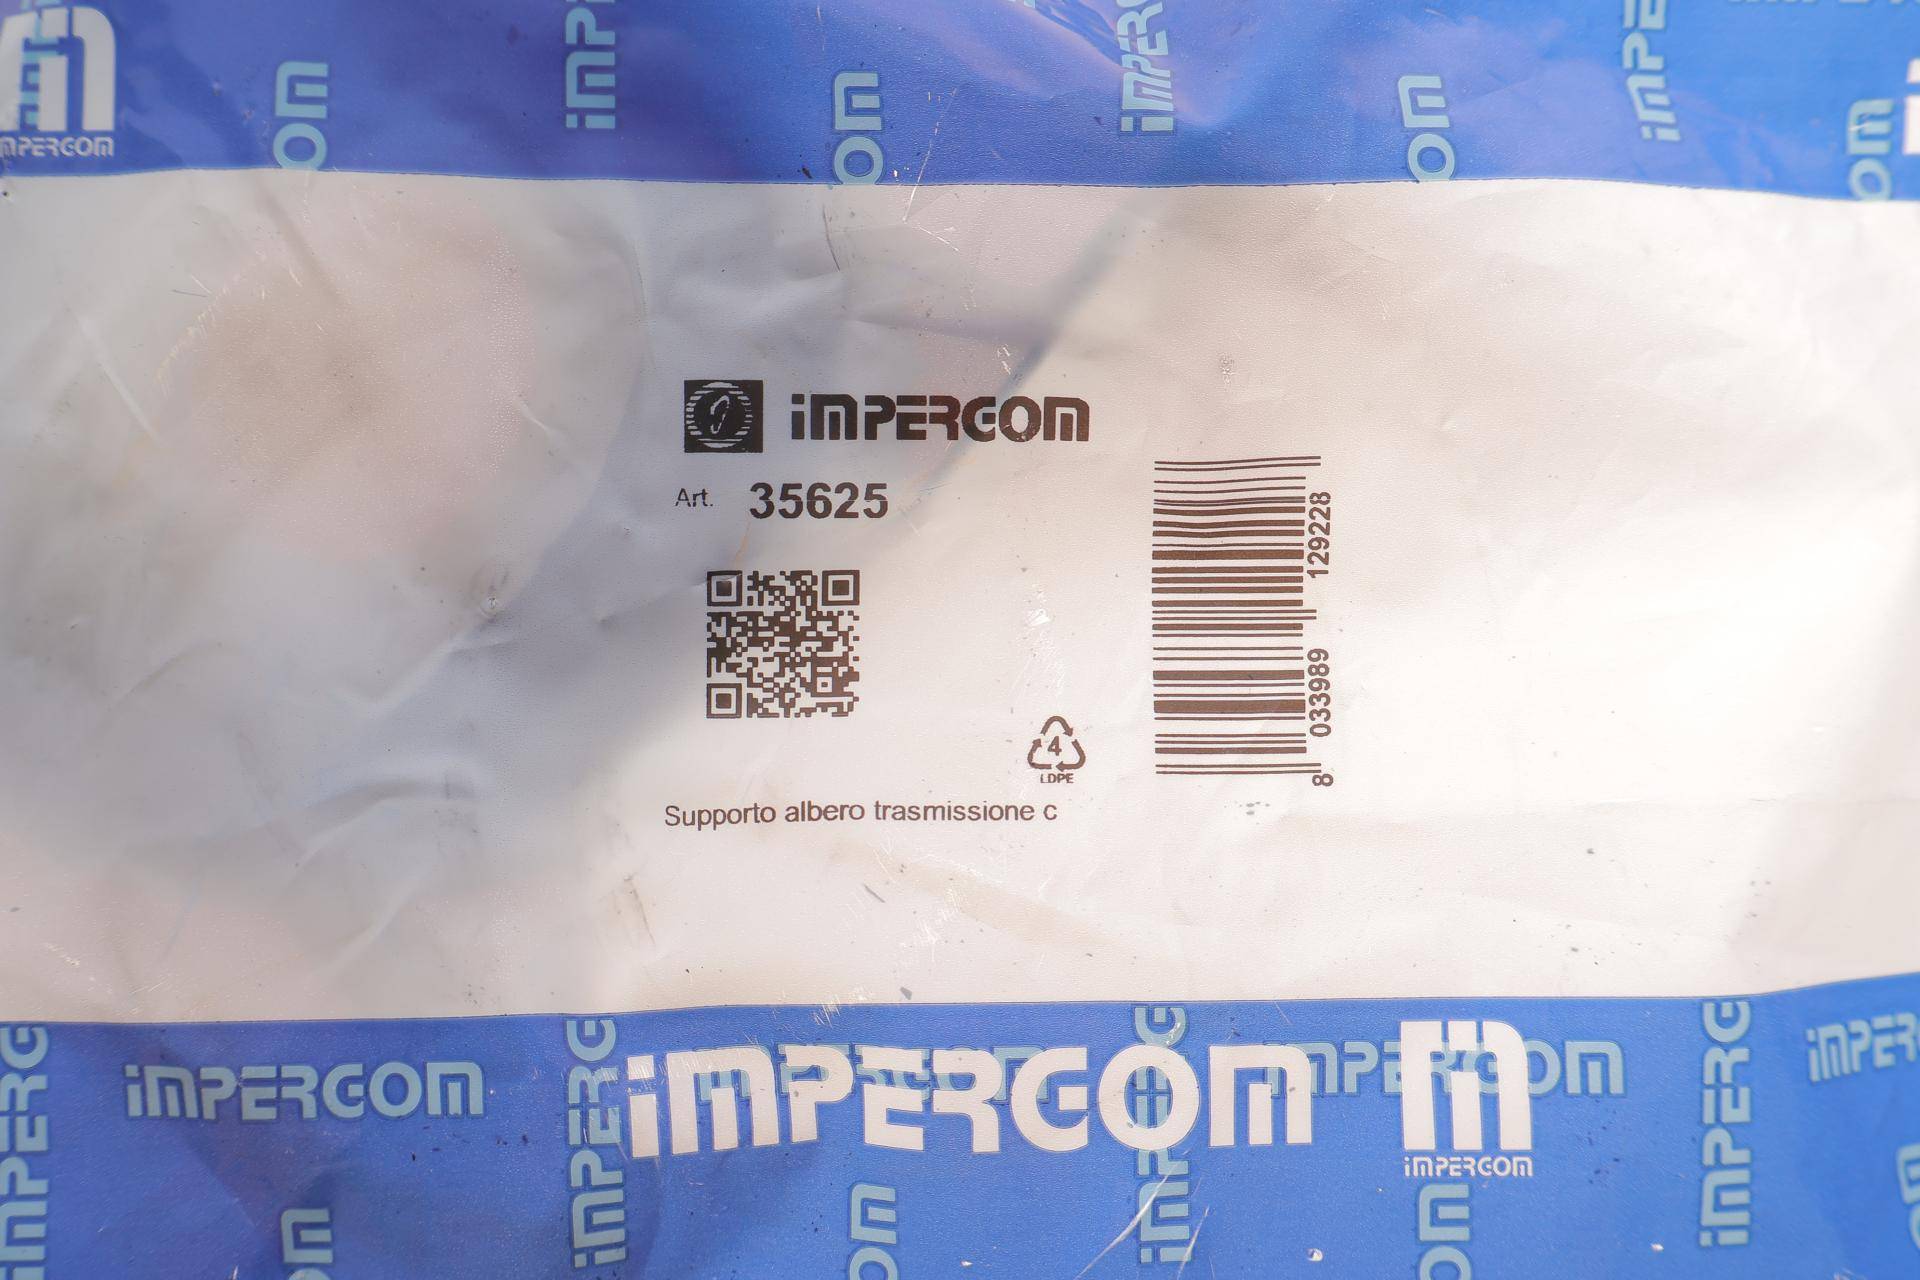 IMPERGOM
IMPERGOM
Art. 35625
8 033989 129228
4
LDPE
Supporto albero trasmissione c
IMPERGOM
IMPERGOM
IMPERGOM